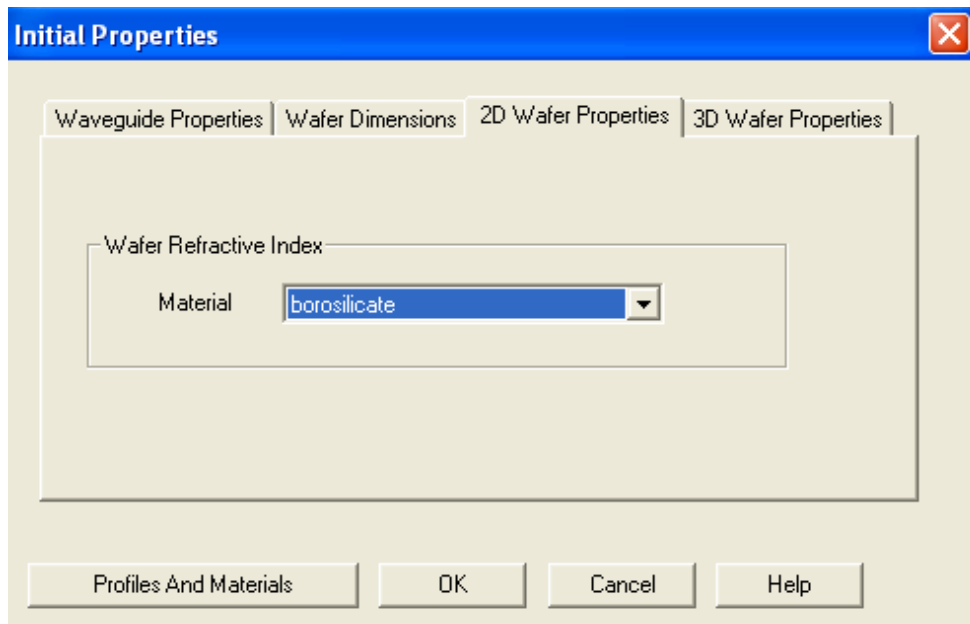 Initial Properties
Waveguide Properties Wafer Dimensions 2D Wafer Properties 3D Wafer Properties
Wafer Refractive Index
Material borosilicate
Profiles And Materials OK Cancel Help